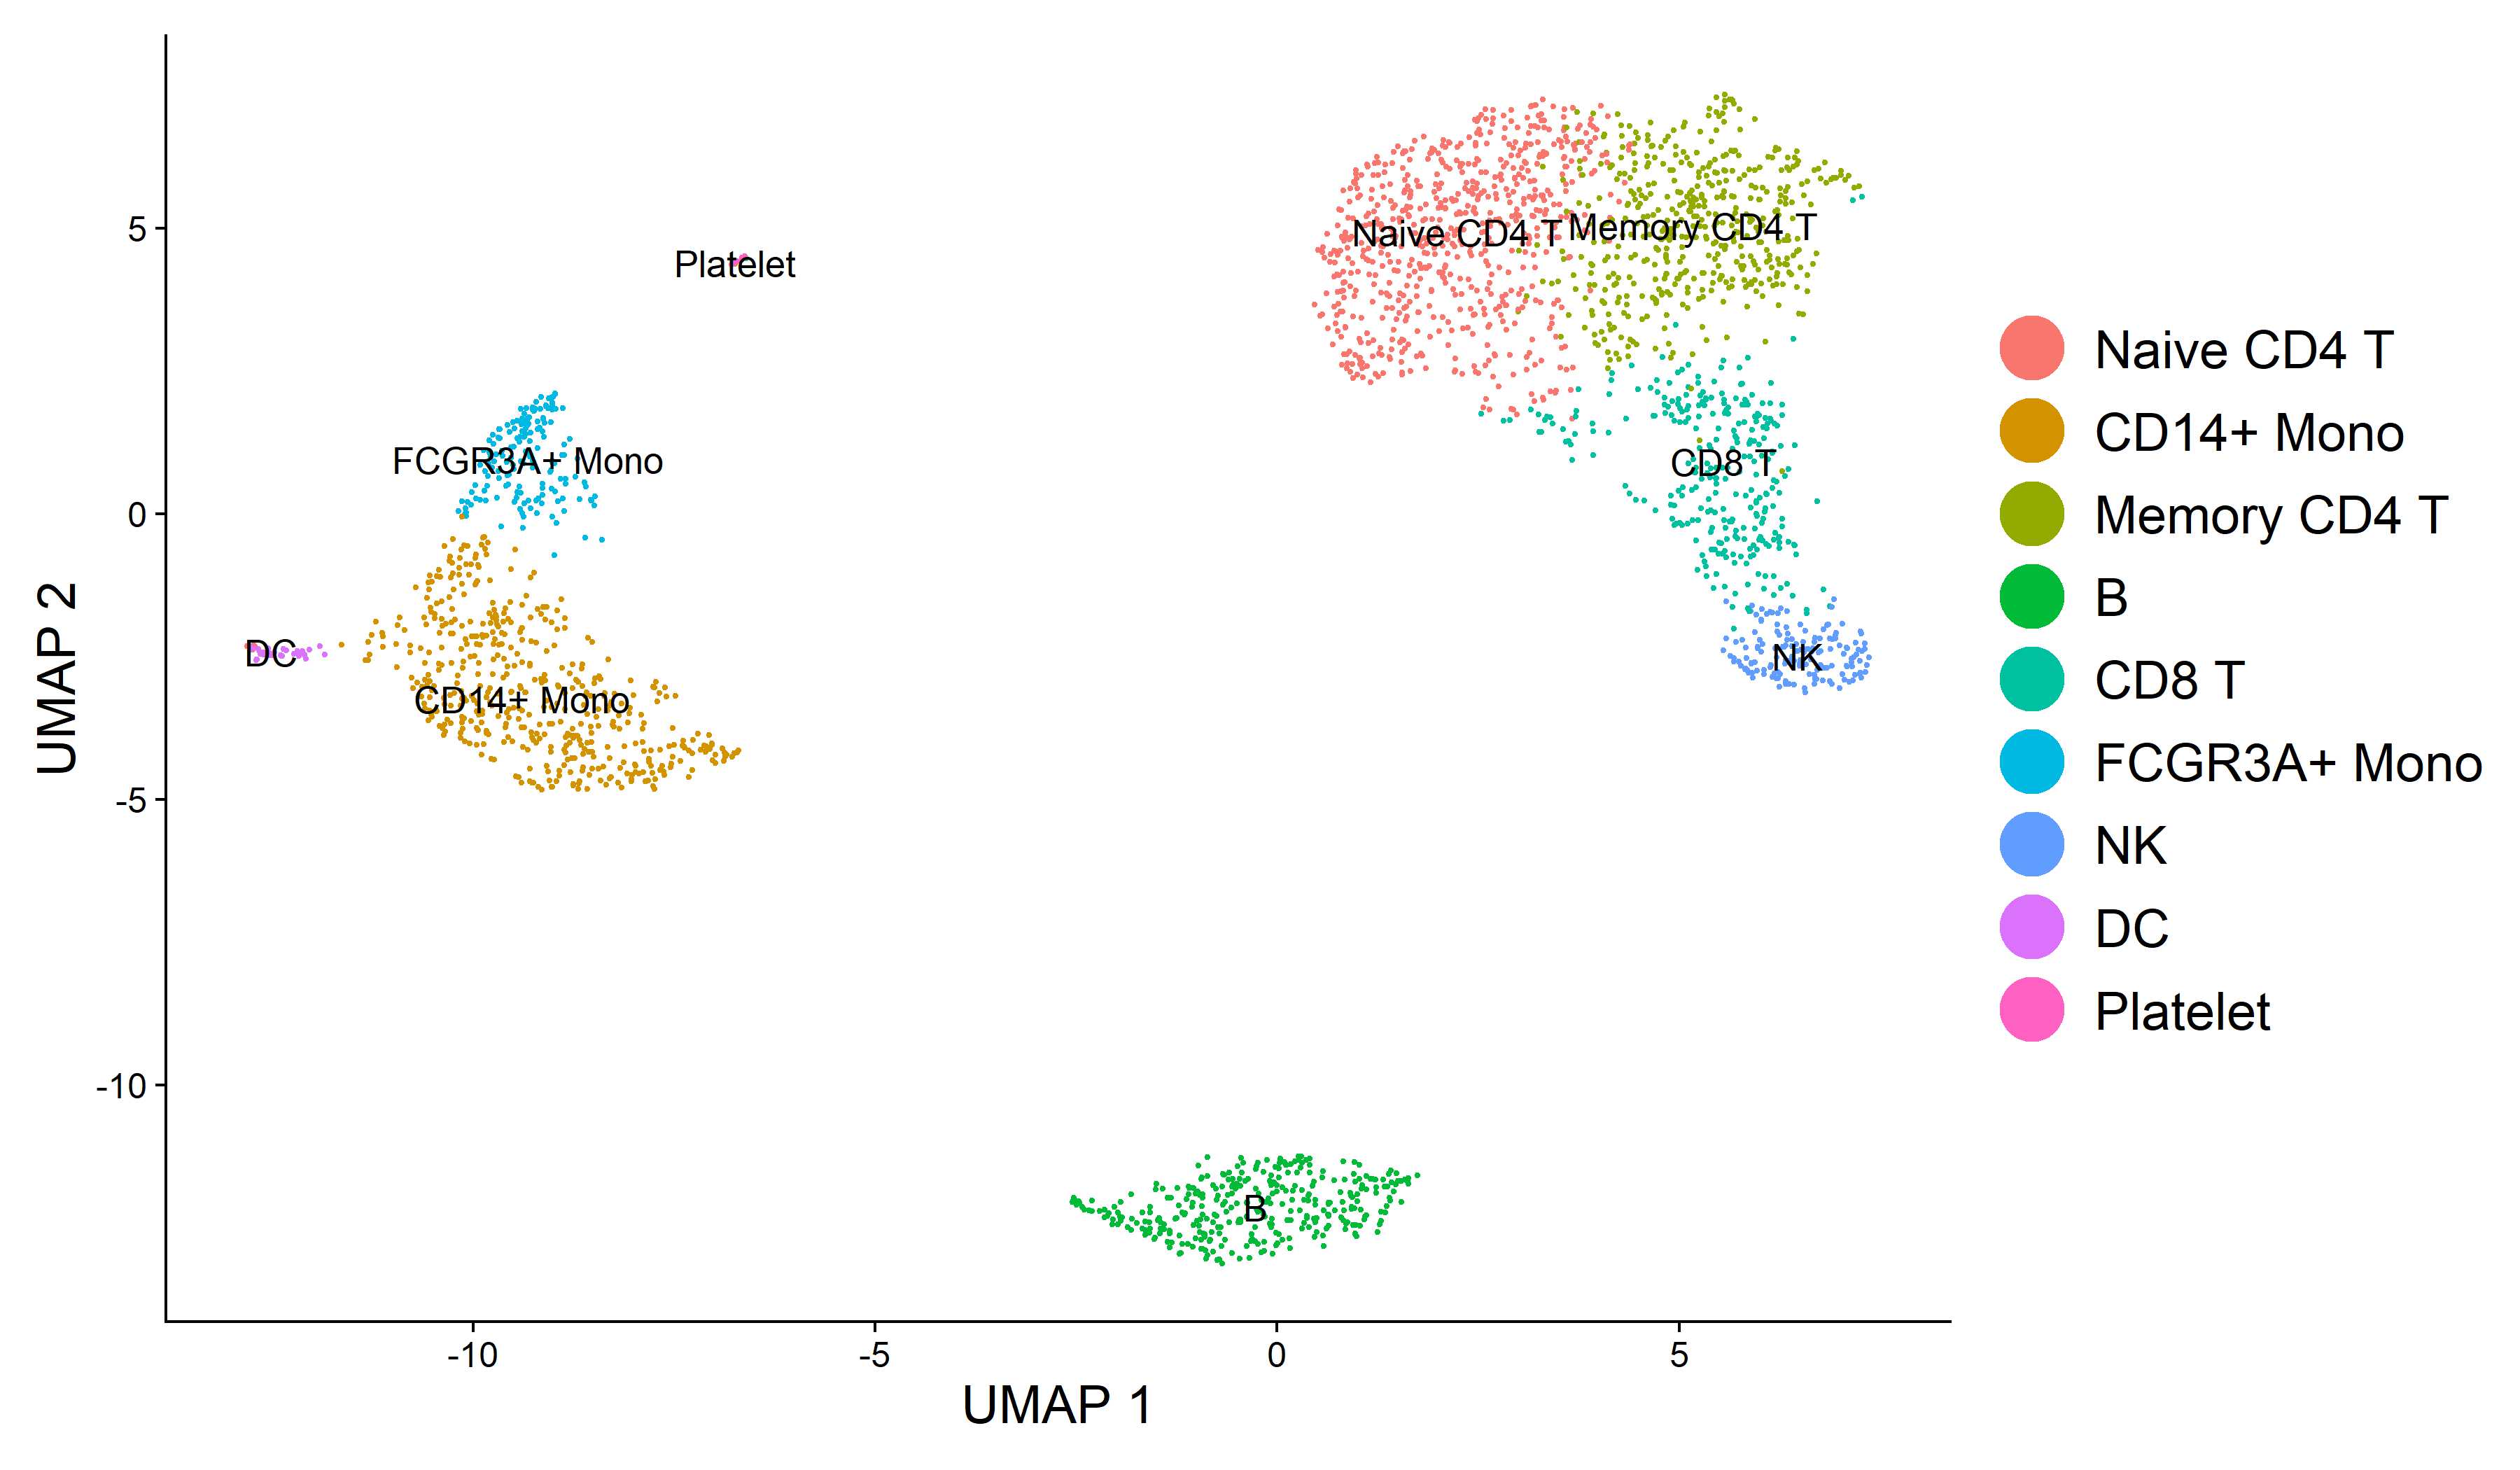 Naive CD4 T
Memory CD4 T
Platelet
FCGR3A+ Mono
CD8 T
DC
NK
CD14+ Mono
B
5
0
-5
-10
UMAP 2
-10
-5
0
5
UMAP 1
Naive CD4 T
CD14+ Mono
Memory CD4 T
B
CD8 T
FCGR3A+ Mono
NK
DC
Platelet